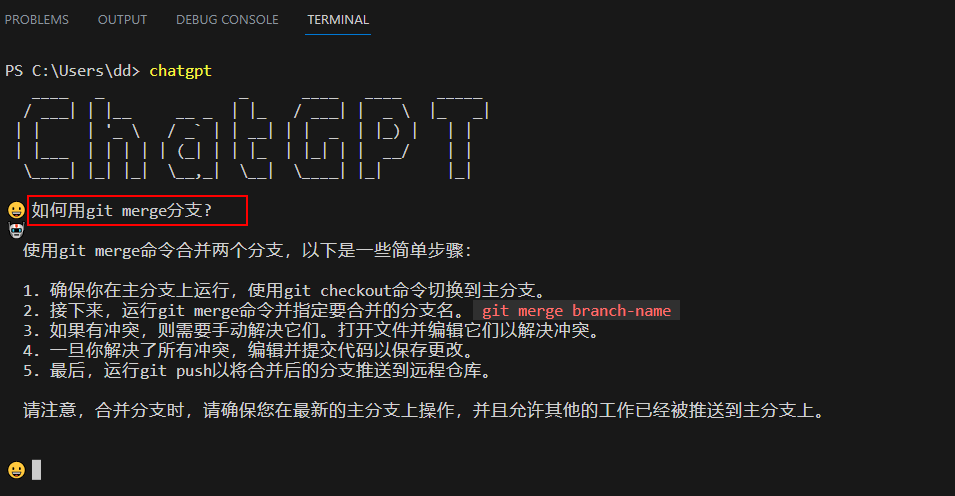 PROBLEMS OUTPUT DEBUG CONSOLE TERMINAL
PS C:\Users\dd> chatgpt
ChatGPT
如何用git merge分支?
使用git merge命令合并两个分支，以下是一些简单步骤：
1. 确保你在主分支上运行，使用git checkout命令切换到主分支。
2. 接下来，运行git merge命令并指定要合并的分支名。 git merge branch-name
3. 如果有冲突，则需要手动解决它们。打开文件并编辑它们以解决冲突。
4. 一旦你解决了所有冲突，编辑并提交代码以保存更改。
5. 最后，运行git push以将合并后的分支推送到远程仓库。
请注意，合并分支时，请确保您在最新的主分支上操作，并且允许其他的工作已经被推送到主分支上。